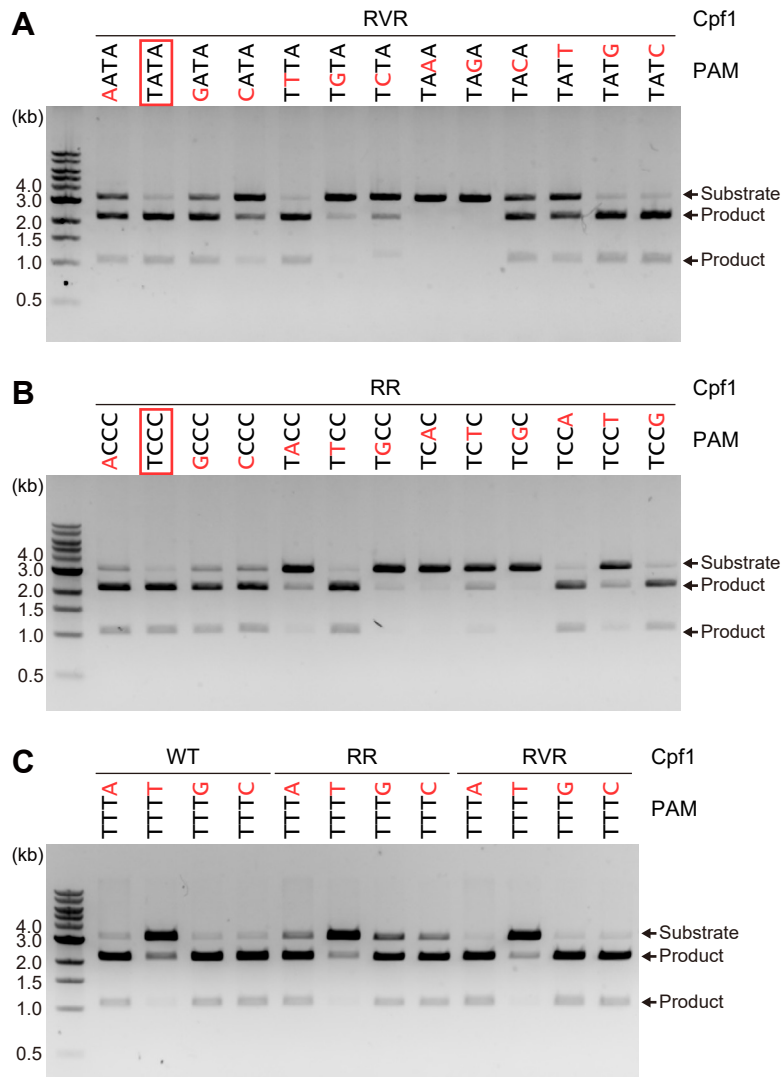 A
RVR Cpf1
AATA TATA GATA CATA TTTA TGTA TCTA TAAA TAGA TACA TATT TATG TATC PAM
(kb)
4.0
3.0
2.0
1.5
1.0
0.5
Substrate
Product
Product
B
RR Cpf1
ACCC TCCC GCCC CCCC TACC TTCC TGCC TCAC TCTC TCGC TCCA TCCT TCCG PAM
(kb)
4.0
3.0
2.0
1.5
1.0
0.5
Substrate
Product
Product
C
WT RR RVR Cpf1
TTTA TTTT TTTG TTTC TTTA TTTT TTTG TTTC TTTA TTTT TTTG TTTC PAM
(kb)
4.0
3.0
2.0
1.5
1.0
0.5
Substrate
Product
Product